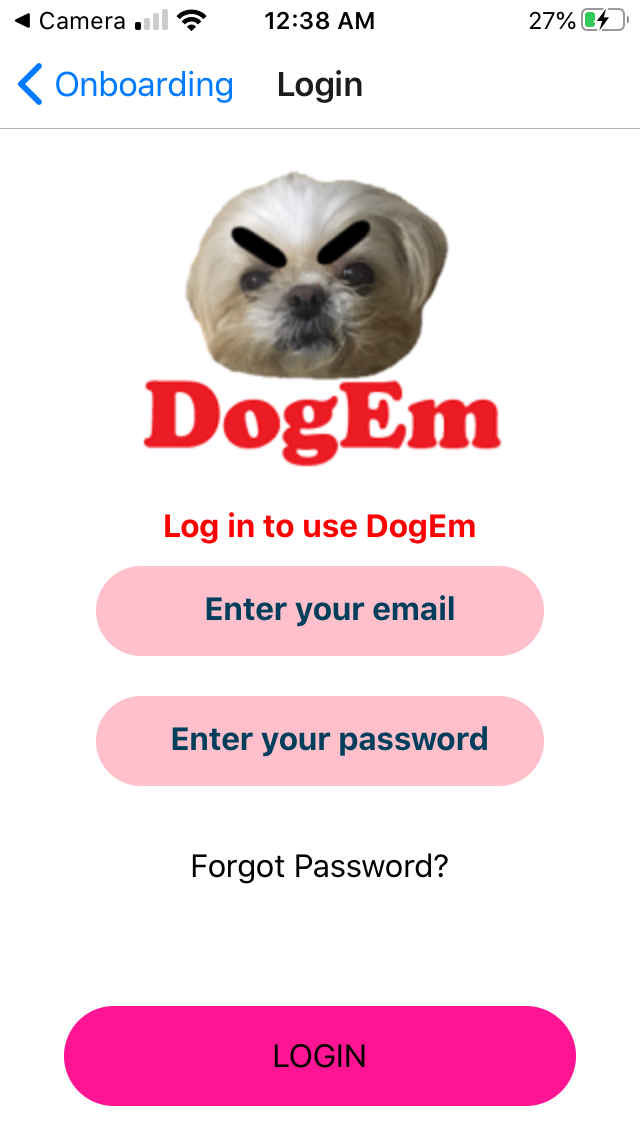 Camera 12:38 AM 27%
Onboarding Login
DogEm
Log in to use DogEm
Enter your email
Enter your password
Forgot Password?
LOGIN